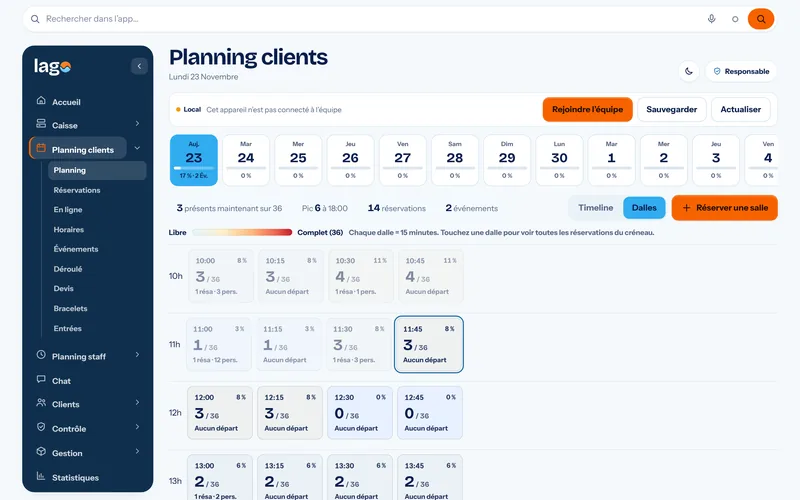 Rechercher dans l'app...
lago
Accueil
Caisse
Planning clients
Planning
Réservations
En ligne
Horaires
Événements
Déroulé
Devis
Bracelets
Entrées
Planning staff
Chat
Clients
Contrôle
Gestion
Statistiques
Planning clients
Lundi 23 Novembre
Responsable
Local Cet appareil n'est pas connecté à l'équipe
Rejoindre l'équipe
Sauvegarder
Actualiser
Auj. 23 17 % · 2 Év.
Mar 24 0 %
Mer 25 0 %
Jeu 26 0 %
Ven 27 0 %
Sam 28 0 %
Dim 29 0 %
Lun 30 0 %
Mar 1 0 %
Mer 2 0 %
Jeu 3 0 %
Ven 4 0 %
3 présents maintenant sur 36 Pic 6 à 18:00 14 réservations 2 événements
Timeline Dalles + Réserver une salle
Libre Complet (36) Chaque dalle = 15 minutes. Touchez une dalle pour voir toutes les réservations du créneau.
10h
10:00 8 % 3 / 36 1 résa · 3 pers.
10:15 8 % 3 / 36 Aucun départ
10:30 11 % 4 / 36 1 résa · 1 pers.
10:45 11 % 4 / 36 Aucun départ
11h
11:00 3 % 1 / 36 1 résa · 12 pers.
11:15 3 % 1 / 36 Aucun départ
11:30 8 % 3 / 36 1 résa · 3 pers.
11:45 8 % 3 / 36 Aucun départ
12h
12:00 8 % 3 / 36 Aucun départ
12:15 8 % 3 / 36 Aucun départ
12:30 0 % 0 / 36 Aucun départ
12:45 0 % 0 / 36 Aucun départ
13h
13:00 6 % 2 / 36 1 résa · 2 pers.
13:15 6 % 2 / 36 Aucun départ
13:30 6 % 2 / 36 Aucun départ
13:45 6 % 2 / 36 Aucun départ